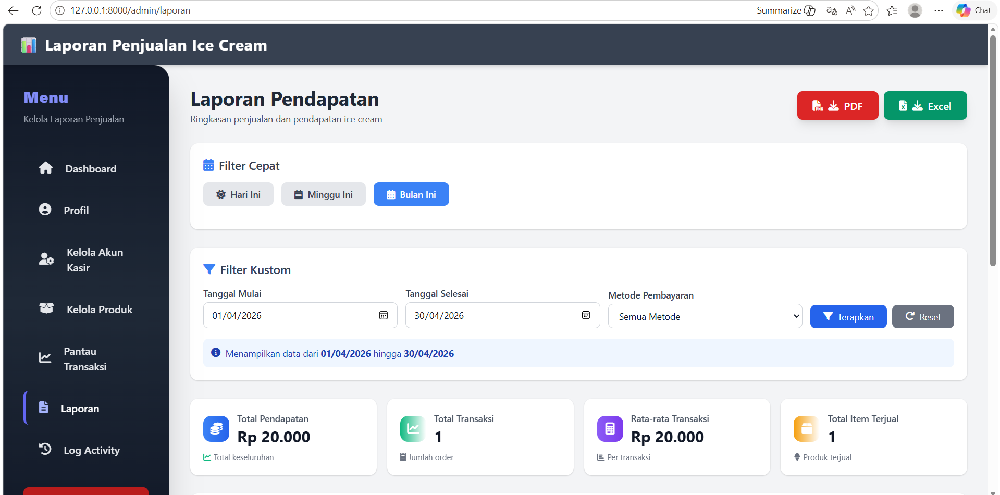 127.0.0.1:8000/admin/laporan
Summarize
Chat
Laporan Penjualan Ice Cream
Menu
Kelola Laporan Penjualan
Dashboard
Profil
Kelola Akun
Kasir
Kelola Produk
Pantau
Transaksi
Laporan
Log Activity
Laporan Pendapatan
Ringkasan penjualan dan pendapatan ice cream
PDF
Excel
Filter Cepat
Hari Ini
Minggu Ini
Bulan Ini
Filter Kustom
Tanggal Mulai
Tanggal Selesai
Metode Pembayaran
01/04/2026
30/04/2026
Semua Metode
Terapkan
Reset
Menampilkan data dari 01/04/2026 hingga 30/04/2026
Total Pendapatan
Rp 20.000
Total keseluruhan
Total Transaksi
1
Jumlah order
Rata-rata Transaksi
Rp 20.000
Per transaksi
Total Item Terjual
1
Produk terjual